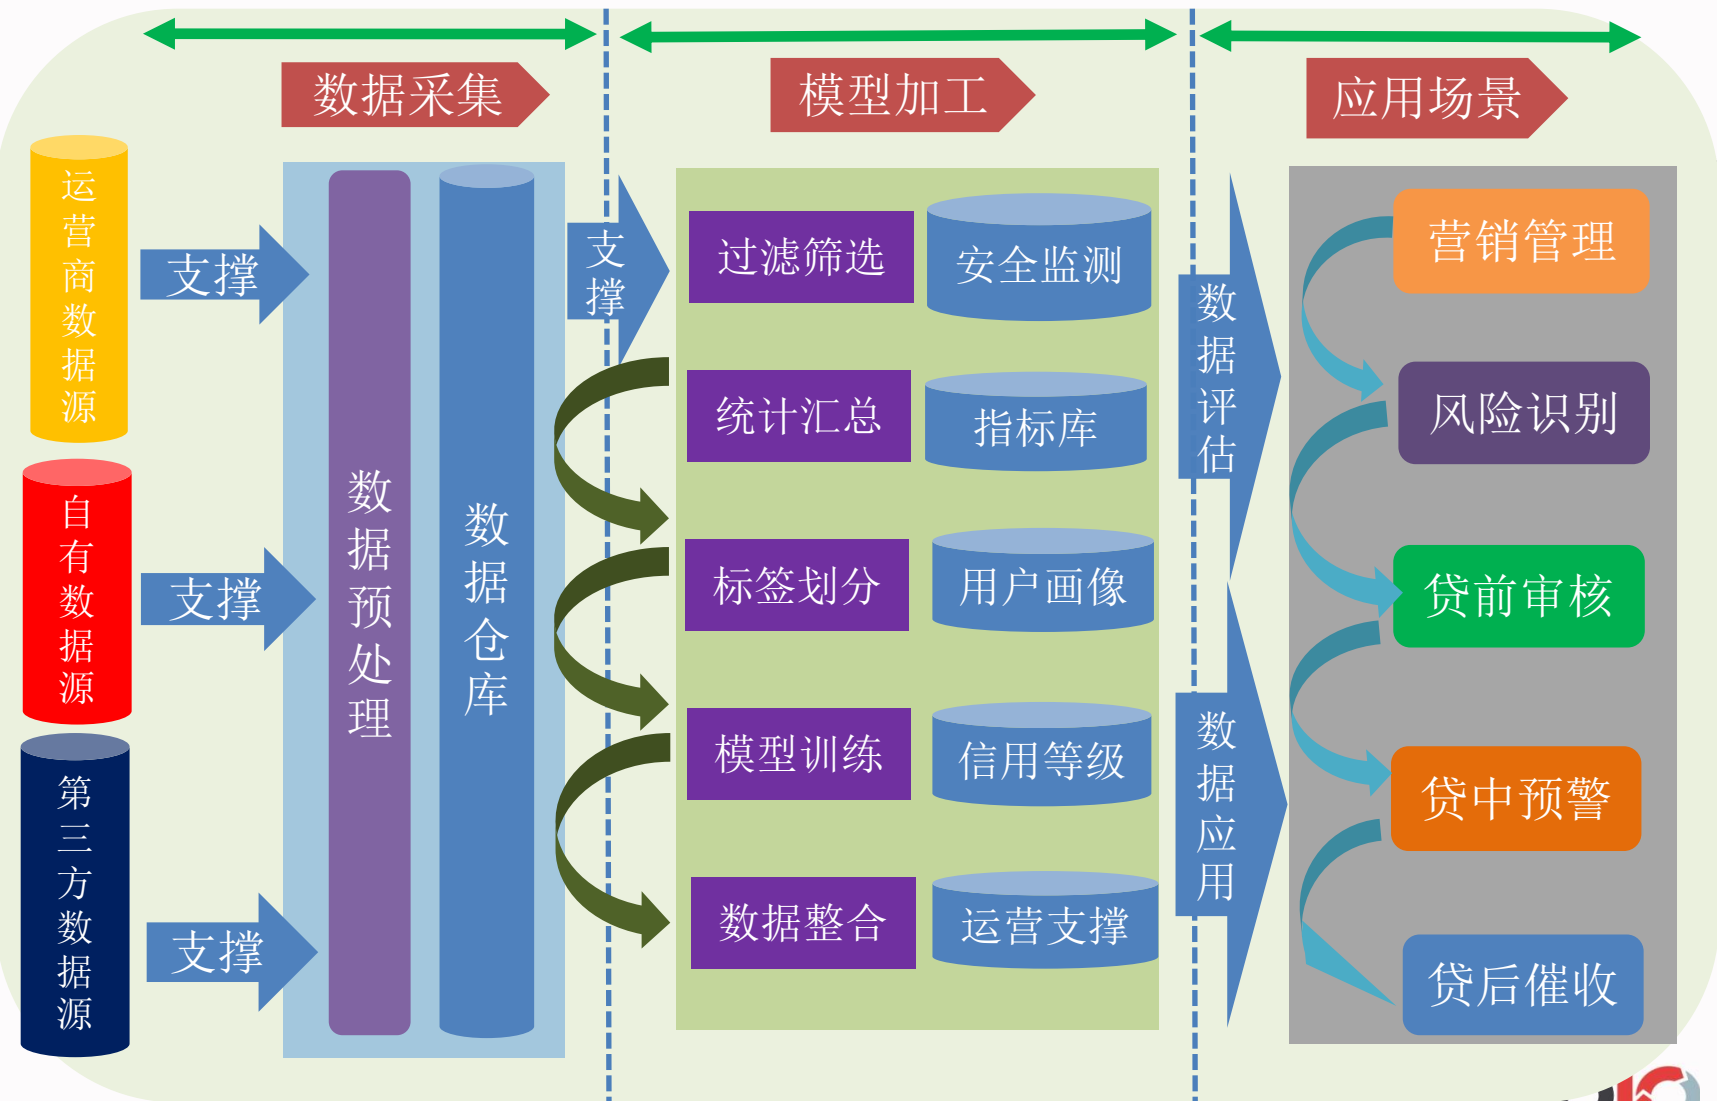 数据采集
模型加工
应用场景
运营商数据源
自有数据源
第三方数据源
支撑
支撑
支撑
数据预处理
数据仓库
支撑
过滤筛选
安全监测
统计汇总
指标库
标签划分
用户画像
模型训练
信用等级
数据整合
运营支撑
数据评估
数据应用
营销管理
风险识别
贷前审核
贷中预警
贷后催收